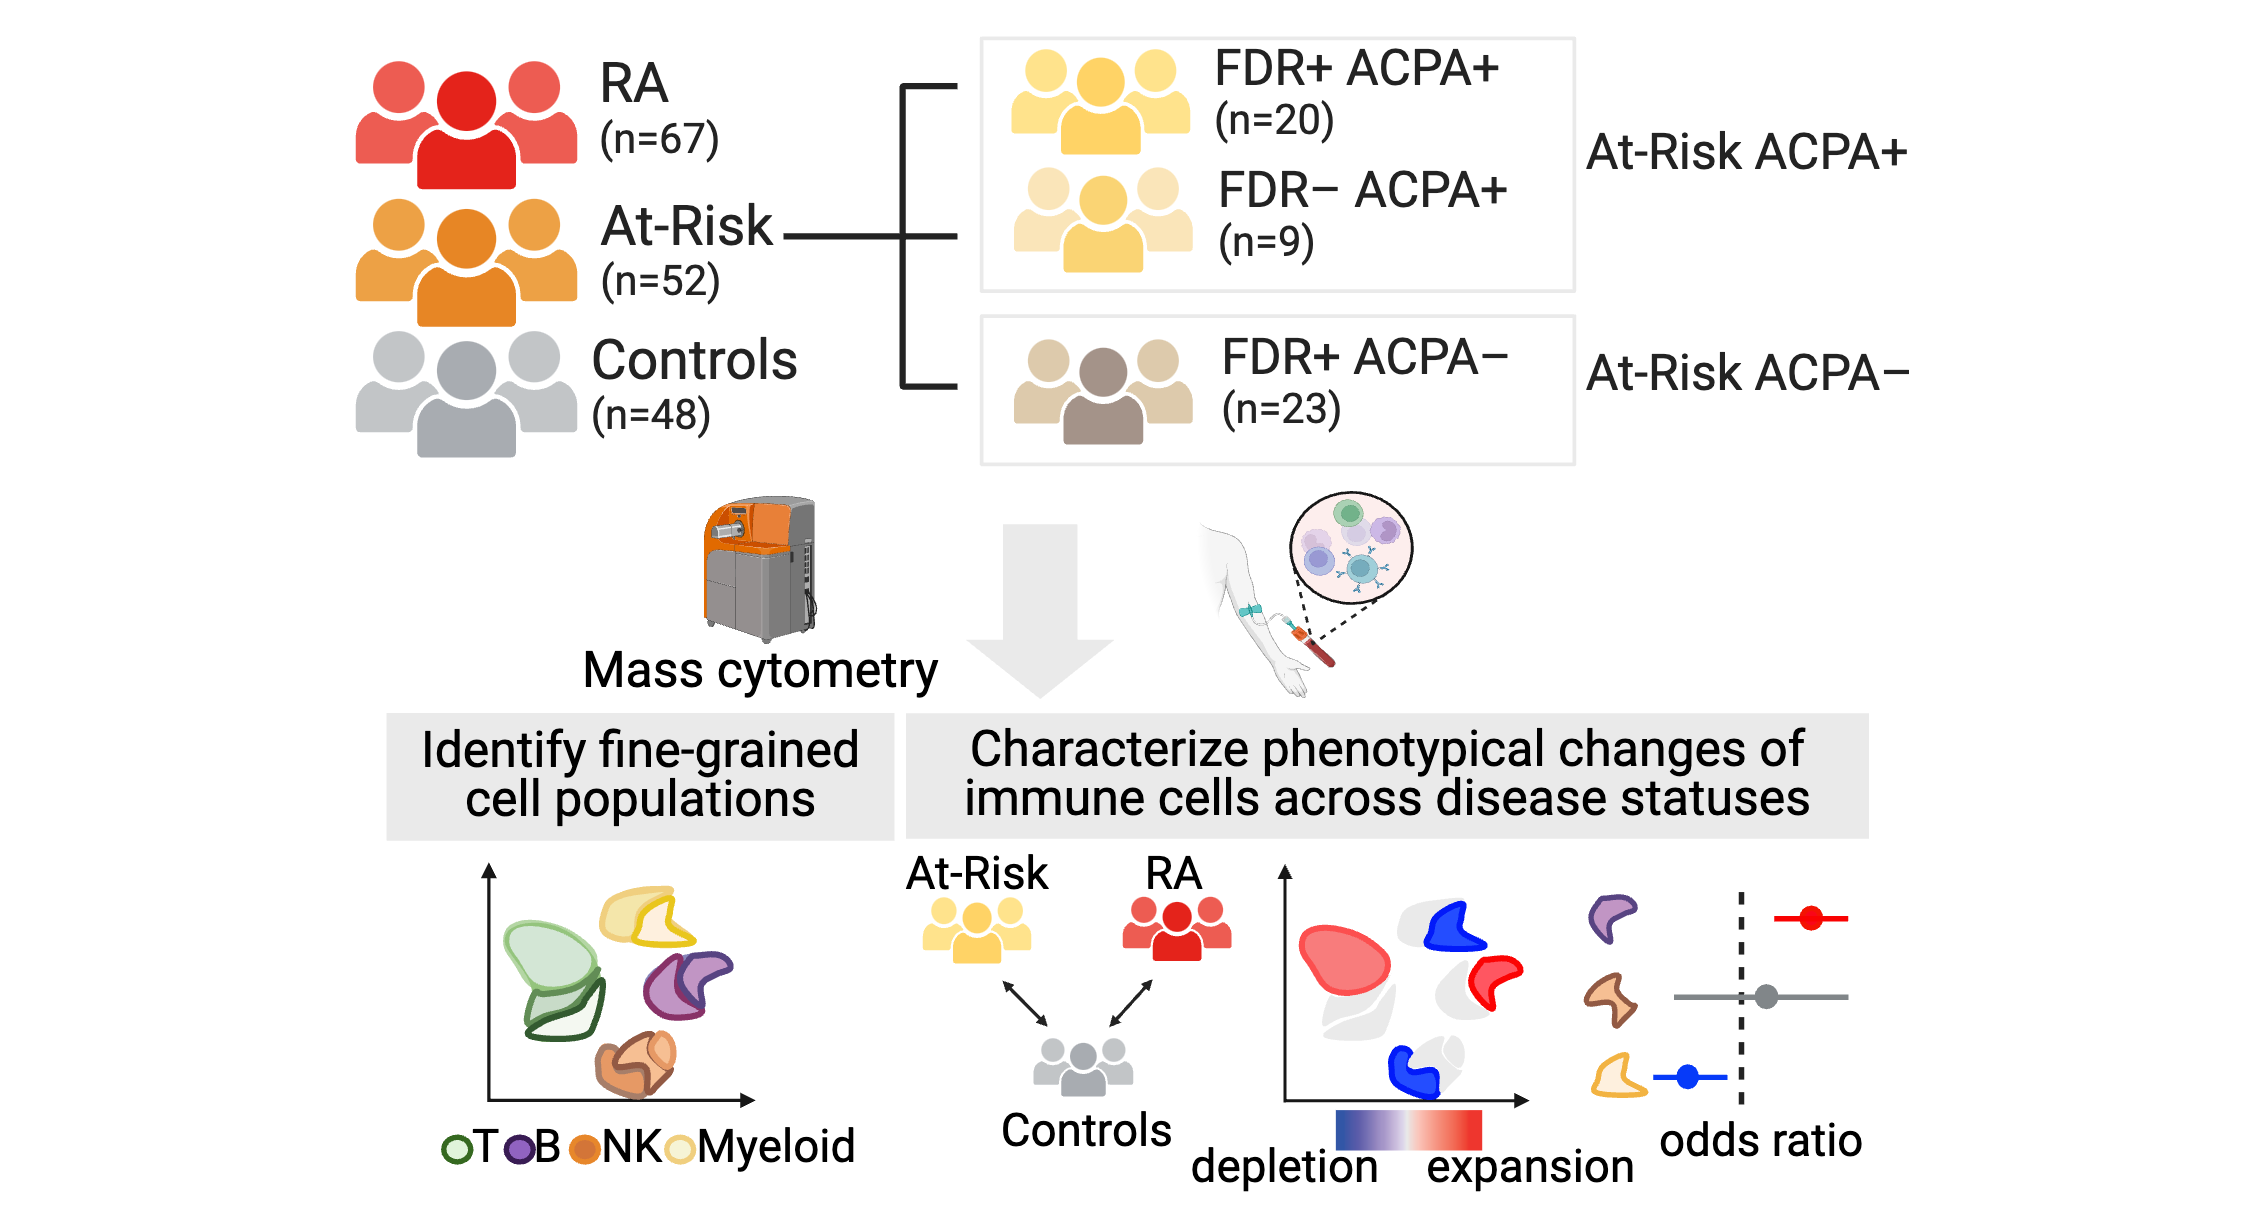 RA
(n=67)
At-Risk
(n=52)
Controls
(n=48)
FDR+ ACPA+
(n=20)
FDR− ACPA+
(n=9)
At-Risk ACPA+
FDR+ ACPA−
(n=23)
At-Risk ACPA−
Mass cytometry
Identify fine-grained
cell populations
Characterize phenotypical changes of
immune cells across disease statuses
T B NK Myeloid
At-Risk
RA
Controls
depletion expansion
odds ratio